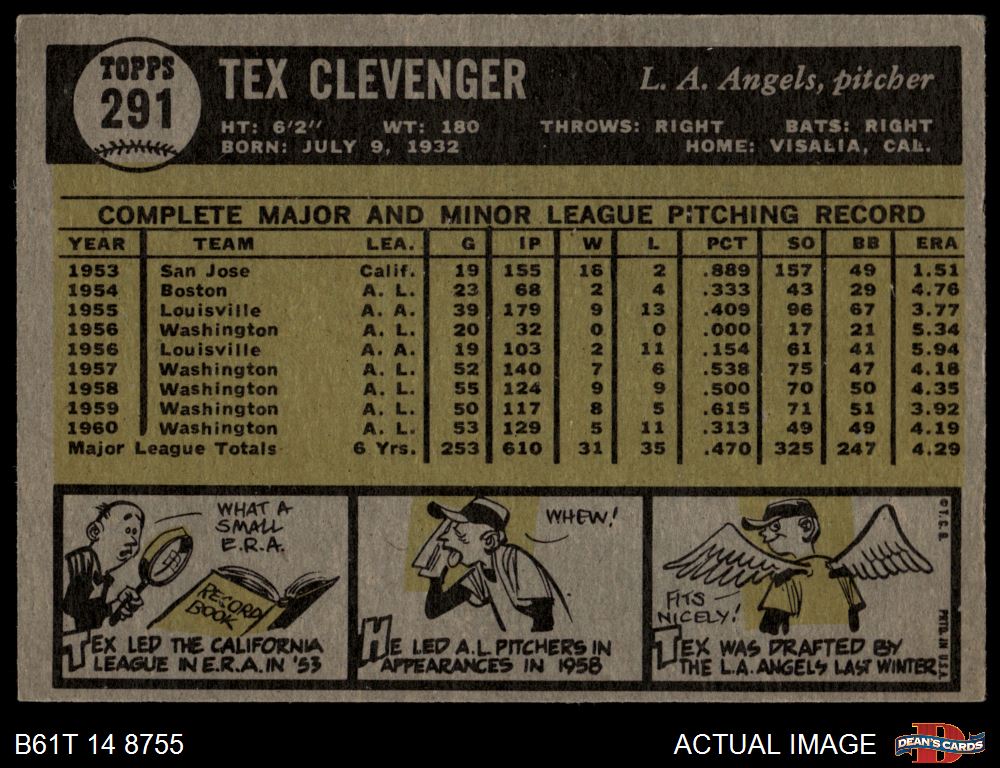 TOPPS
291
TEX CLEVENGER
L. A. Angels, pitcher
HT: 6'2" WT: 180 THROWS: RIGHT BATS: RIGHT
BORN: JULY 9, 1932 HOME: VISALIA, CAL.
COMPLETE MAJOR AND MINOR LEAGUE PITCHING RECORD
YEAR TEAM LEA. G IP W L PCT SO BB ERA
1953 San Jose Calif. 19 155 16 2 .889 157 49 1.51
1954 Boston A. L. 23 68 2 4 .333 43 29 4.76
1955 Louisville A. A. 39 179 9 13 .409 96 67 3.77
1956 Washington A. L. 20 32 0 0 .000 17 21 5.34
1956 Louisville A. A. 19 103 2 11 .154 61 41 5.94
1957 Washington A. L. 52 140 7 6 .538 75 47 4.18
1958 Washington A. L. 55 124 9 9 .500 70 50 4.35
1959 Washington A. L. 50 117 8 5 .615 71 51 3.92
1960 Washington A. L. 53 129 5 11 .313 49 49 4.19
Major League Totals 6 Yrs. 253 610 31 35 .470 325 247 4.29
WHAT A
SMALL
E.R.A.
RECORD
BOOK
TEX LED THE CALIFORNIA
LEAGUE IN E.R.A. IN '53
WHEW!
HE LED A.L. PITCHERS IN
APPEARANCES IN 1958
FITS
NICELY!
TEX WAS DRAFTED BY
THE L.A. ANGELS LAST WINTER
© T.C.G.
PRTD. IN U.S.A.
B61T 14 8755
ACTUAL IMAGE
DEAN'S CARDS